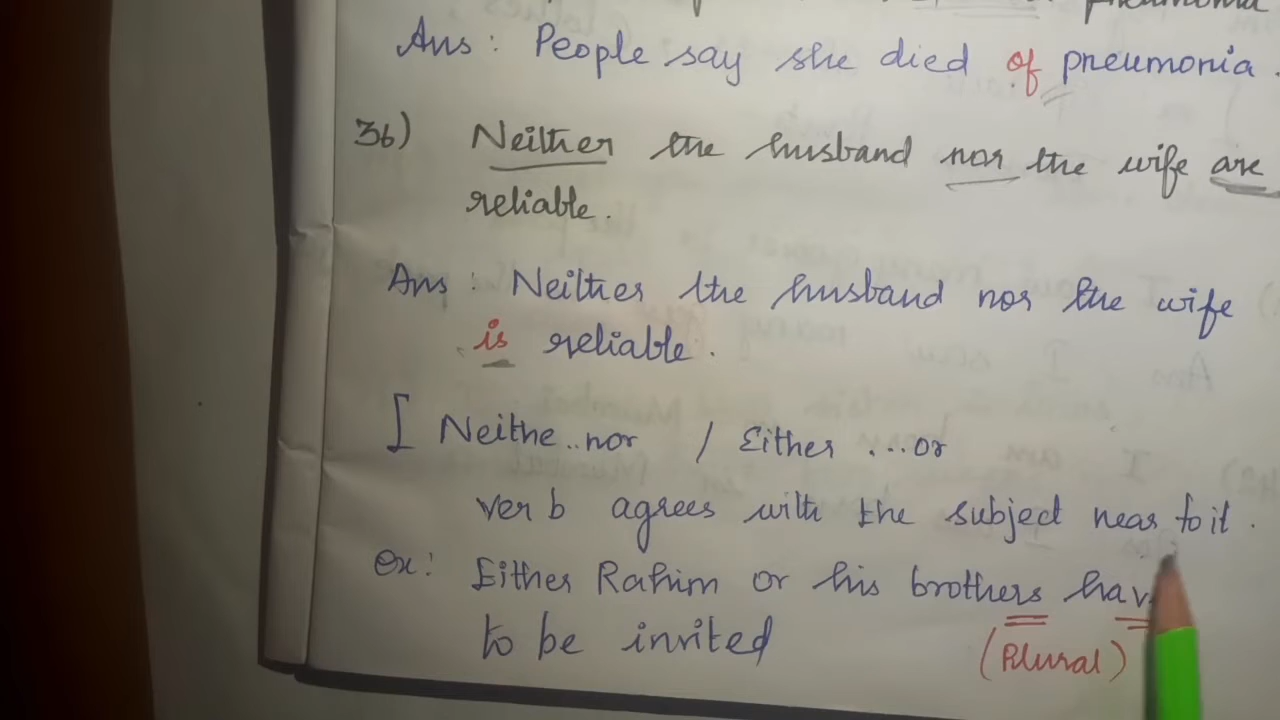 pneumonia
Ans: People say she died of pneumonia.
36) Neither the husband nor the wife are
reliable.
Ans: Neither the husband nor the wife
is reliable.
[ Neithe..nor / Either ...or
verb agrees with the subject near to it.
Ex: Either Rahim or his brothers hav
to be invited
(Plural)